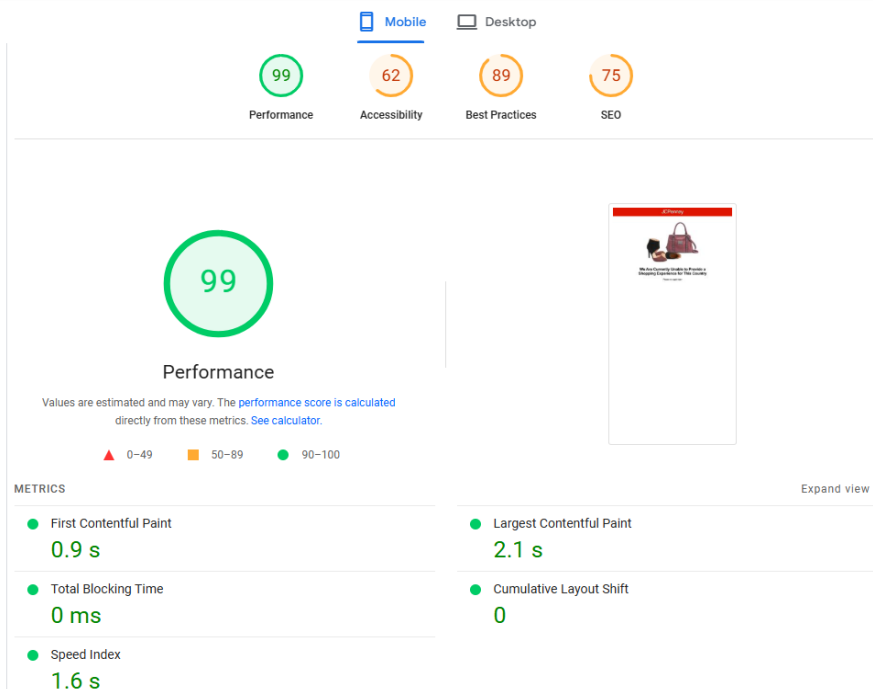 Mobile
Desktop
99
62
89
75
Performance
Accessibility
Best Practices
SEO
99
Performance
Values are estimated and may vary. The performance score is calculated
directly from these metrics. See calculator.
0–49
50–89
90–100
JCPenney
We Are Currently Unable to Provide a
Shopping Experience for This Country
METRICS
Expand view
First Contentful Paint
0.9 s
Largest Contentful Paint
2.1 s
Total Blocking Time
0 ms
Cumulative Layout Shift
0
Speed Index
1.6 s